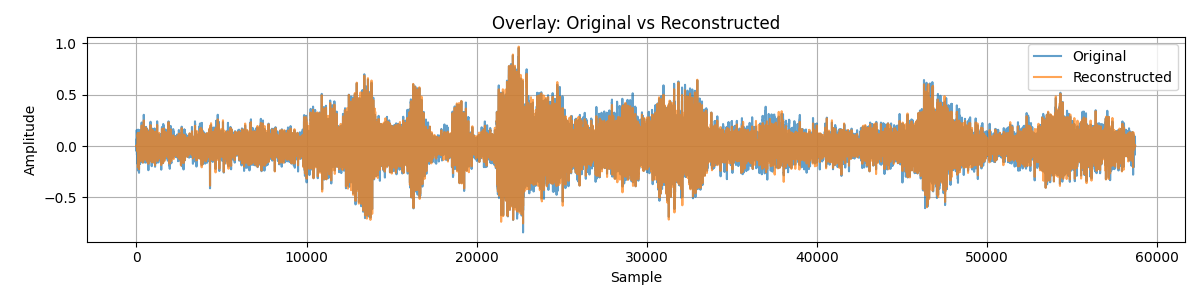 Overlay: Original vs Reconstructed
Original
Reconstructed
Amplitude
1.0
0.5
0.0
−0.5
0
10000
20000
30000
40000
50000
60000
Sample